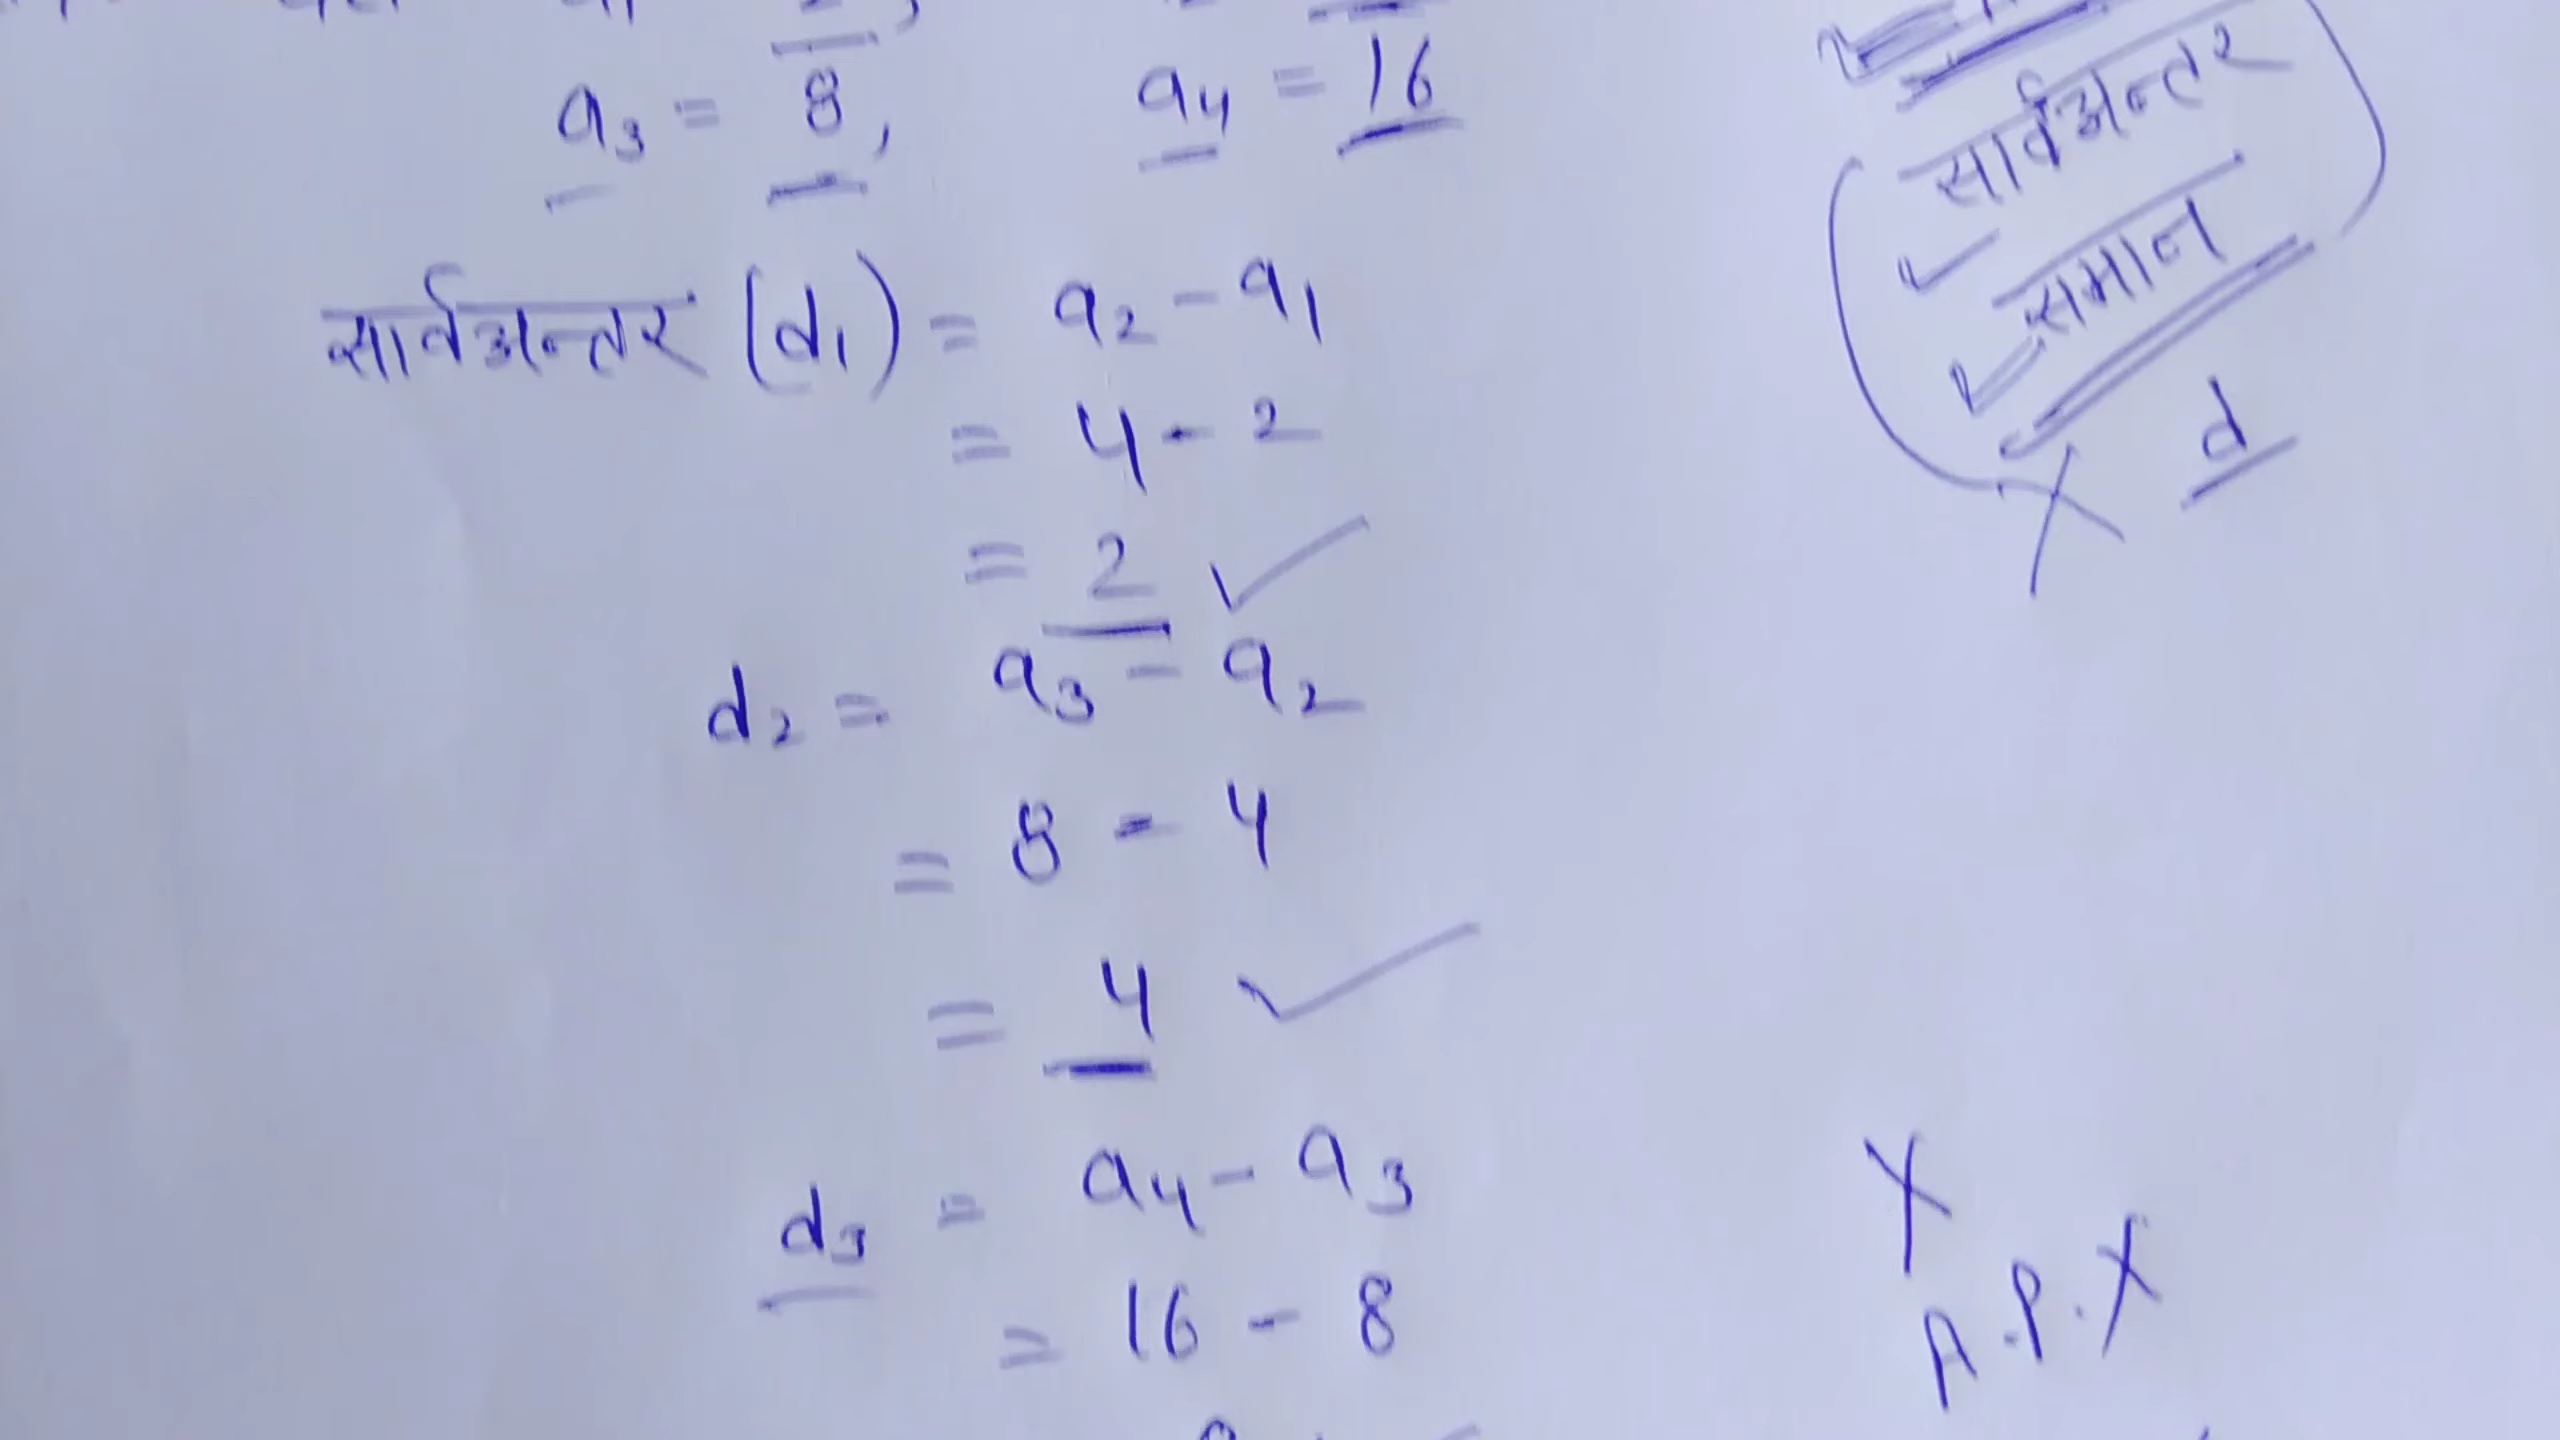 a3 = 8, a4 = 16
सार्वअन्तर (d1) = a2 - a1
= 4 - 2
= 2 ✓
d2 = a3 - a2
= 8 - 4
= 4 ✓
d3 = a4 - a3
= 16 - 8
सार्वअन्तर
✓ समान
✓
X d
X
A.P. X